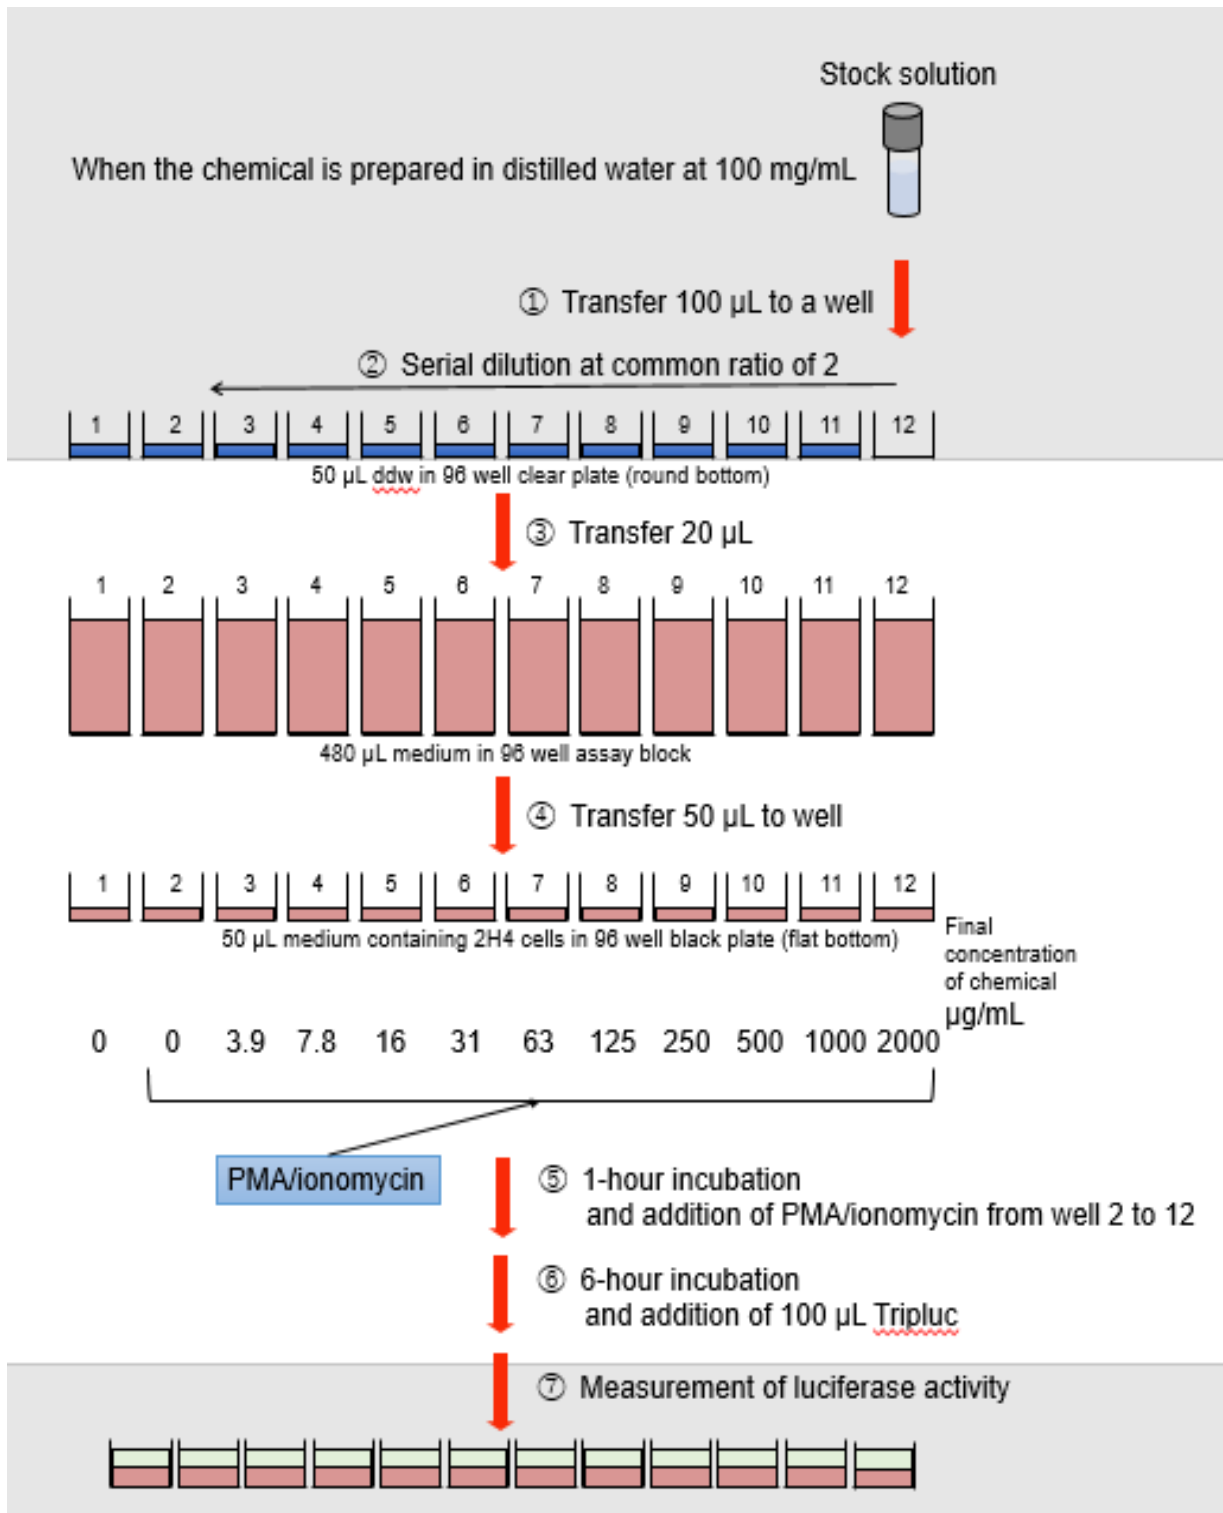 Stock solution
When the chemical is prepared in distilled water at 100 mg/mL
① Transfer 100 µL to a well
② Serial dilution at common ratio of 2
1 2 3 4 5 6 7 8 9 10 11 12
50 µL ddw in 96 well clear plate (round bottom)
③ Transfer 20 µL
1 2 3 4 5 6 7 8 9 10 11 12
480 µL medium in 96 well assay block
④ Transfer 50 µL to well
1 2 3 4 5 6 7 8 9 10 11 12
50 µL medium containing 2H4 cells in 96 well black plate (flat bottom)
Final
concentration
of chemical
µg/mL
0 0 3.9 7.8 16 31 63 125 250 500 1000 2000
PMA/ionomycin
⑤ 1-hour incubation
and addition of PMA/ionomycin from well 2 to 12
⑥ 6-hour incubation
and addition of 100 µL Tripluc
⑦ Measurement of luciferase activity